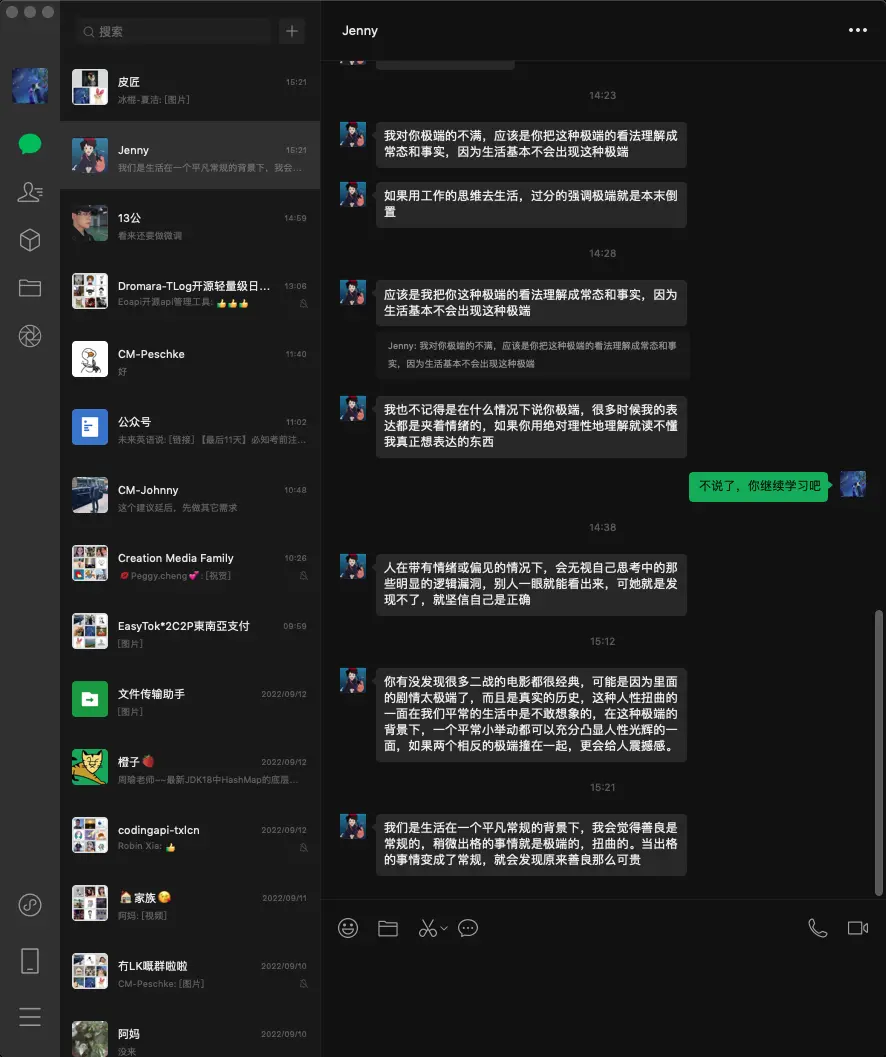 搜索
皮匠
15:21
冰棍-夏洁: [图片]
Jenny
15:21
我们是生活在一个平凡常规的背景下，我会...
13公
14:59
看来还要做微调
Dromara-TLog开源轻量级日...
13:06
Eoapi开源api管理工具: 👍👍👍
CM-Peschke
11:40
好
公众号
11:02
未来英语说: [链接] 【最后11天】必知考前注...
CM-Johnny
10:48
这个建议延后，先做其它需求
Creation Media Family
10:26
💋Peggy.cheng💕: [祝贺]
EasyTok*2C2P東南亞支付
09:59
[图片]
文件传输助手
2022/09/12
[图片]
橙子🍓
2022/09/12
周瑜老师~~最新JDK18中HashMap的底层...
codingapi-txlcn
2022/09/12
Robin Xia: 👍
🏠家族😘
2022/09/11
阿妈: [视频]
冇LK嘅群啦啦
2022/09/10
CM-Peschke: [图片]
阿妈
2022/09/10
没来
Jenny
14:23
我对你极端的不满，应该是你把这种极端的看法理解成
常态和事实，因为生活基本不会出现这种极端
如果用工作的思维去生活，过分的强调极端就是本末倒
置
14:28
应该是我把你这种极端的看法理解成常态和事实，因为
生活基本不会出现这种极端
Jenny: 我对你极端的不满，应该是你把这种极端的看法理解成常态和事
实，因为生活基本不会出现这种极端
我也不记得是在什么情况下说你极端，很多时候我的表
达都是夹着情绪的，如果你用绝对理性地理解就读不懂
我真正想表达的东西
不说了，你继续学习吧
14:38
人在带有情绪或偏见的情况下，会无视自己思考中的那
些明显的逻辑漏洞，别人一眼就能看出来，可她就是发
现不了，就坚信自己是正确
15:12
你有没发现很多二战的电影都很经典，可能是因为里面
的剧情太极端了，而且是真实的历史，这种人性扭曲的
一面在我们平常的生活中是不敢想象的，在这种极端的
背景下，一个平常小举动都可以充分凸显人性光辉的一
面，如果两个相反的极端撞在一起，更会给人震撼感。
15:21
我们是生活在一个平凡常规的背景下，我会觉得善良是
常规的，稍微出格的事情就是极端的，扭曲的。当出格
的事情变成了常规，就会发现原来善良那么可贵